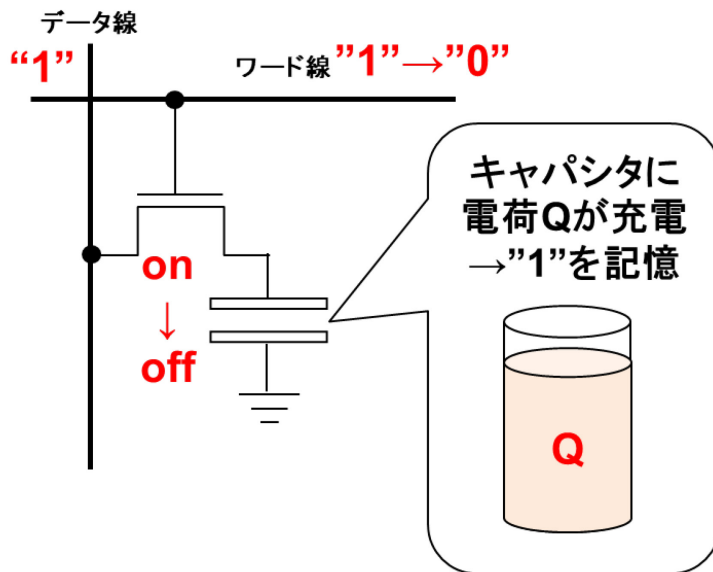 データ線
“1”
ワード線”1”→”0”
キャパシタに
電荷Qが充電
→”1”を記憶
on
↓
off
Q